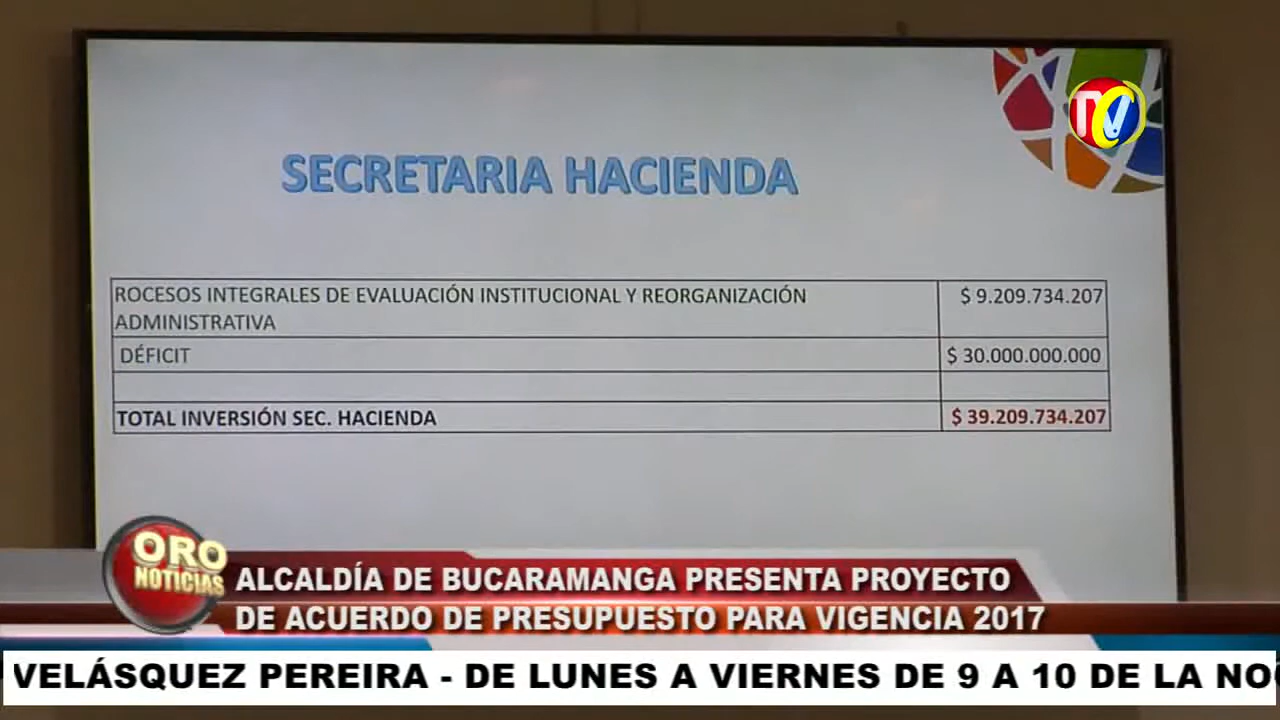 TVC
SECRETARIA HACIENDA
ROCESOS INTEGRALES DE EVALUACIÓN INSTITUCIONAL Y REORGANIZACIÓN $ 9.209.734.207
ADMINISTRATIVA
DÉFICIT $ 30.000.000.000
TOTAL INVERSIÓN SEC. HACIENDA $ 39.209.734.207
ORO
NOTICIAS
ALCALDÍA DE BUCARAMANGA PRESENTA PROYECTO
DE ACUERDO DE PRESUPUESTO PARA VIGENCIA 2017
VELÁSQUEZ PEREIRA - DE LUNES A VIERNES DE 9 A 10 DE LA NO